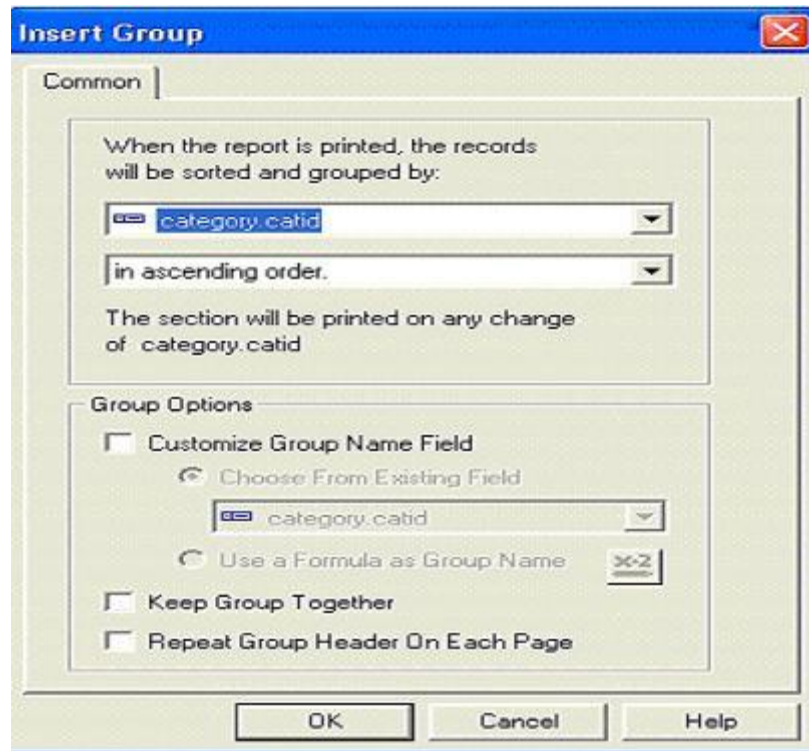 Insert Group
Common
When the report is printed, the records
will be sorted and grouped by:
category.catid
in ascending order.
The section will be printed on any change
of category.catid
Group Options
Customize Group Name Field
Choose From Existing Field
category.catid
Use a Formula as Group Name
x-2
Keep Group Together
Repeat Group Header On Each Page
OK Cancel Help